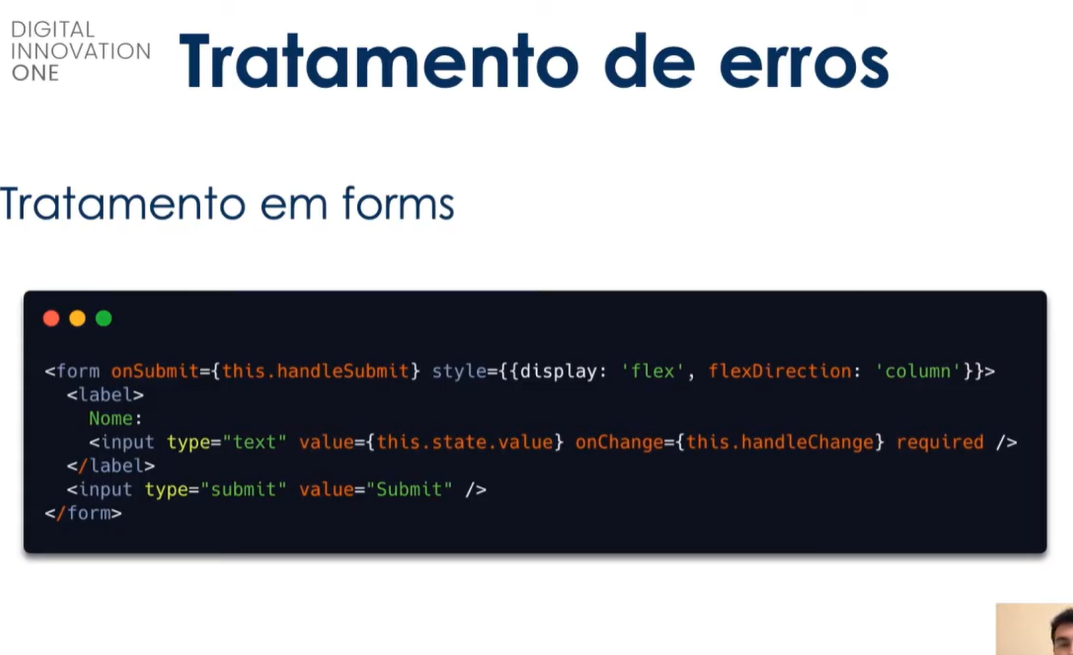 DIGITAL
INNOVATION
ONE
Tratamento de erros
Tratamento em forms
<form onSubmit={this.handleSubmit} style={{display: 'flex', flexDirection: 'column'}}>
  <label>
    Nome:
    <input type="text" value={this.state.value} onChange={this.handleChange} required />
  </label>
  <input type="submit" value="Submit" />
</form>